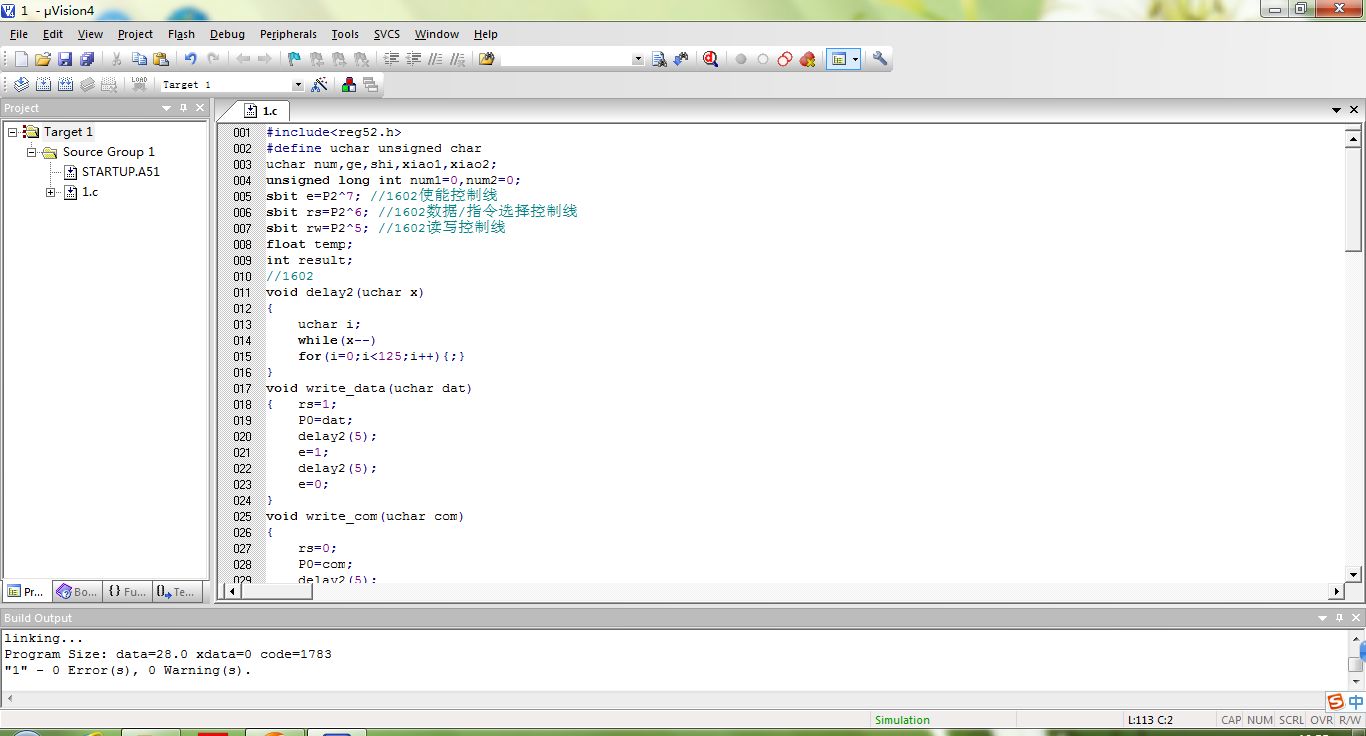 1 - µVision4
File Edit View Project Flash Debug Peripherals Tools SVCS Window Help
LOAD Target 1
Project
1.c
Target 1
Source Group 1
STARTUP.A51
1.c
001 #include<reg52.h>
002 #define uchar unsigned char
003 uchar num,ge,shi,xiao1,xiao2;
004 unsigned long int num1=0,num2=0;
005 sbit e=P2^7; //1602使能控制线
006 sbit rs=P2^6; //1602数据/指令选择控制线
007 sbit rw=P2^5; //1602读写控制线
008 float temp;
009 int result;
010 //1602
011 void delay2(uchar x)
012 {
013 uchar i;
014 while(x--)
015 for(i=0;i<125;i++){;}
016 }
017 void write_data(uchar dat)
018 { rs=1;
019 P0=dat;
020 delay2(5);
021 e=1;
022 delay2(5);
023 e=0;
024 }
025 void write_com(uchar com)
026 {
027 rs=0;
028 P0=com;
029 delay2(5);
Pr... Bo... {} Fu... Te...
Build Output
linking...
Program Size: data=28.0 xdata=0 code=1783
"1" - 0 Error(s), 0 Warning(s).
中
Simulation L:113 C:2 CAP NUM SCRL OVR R/W